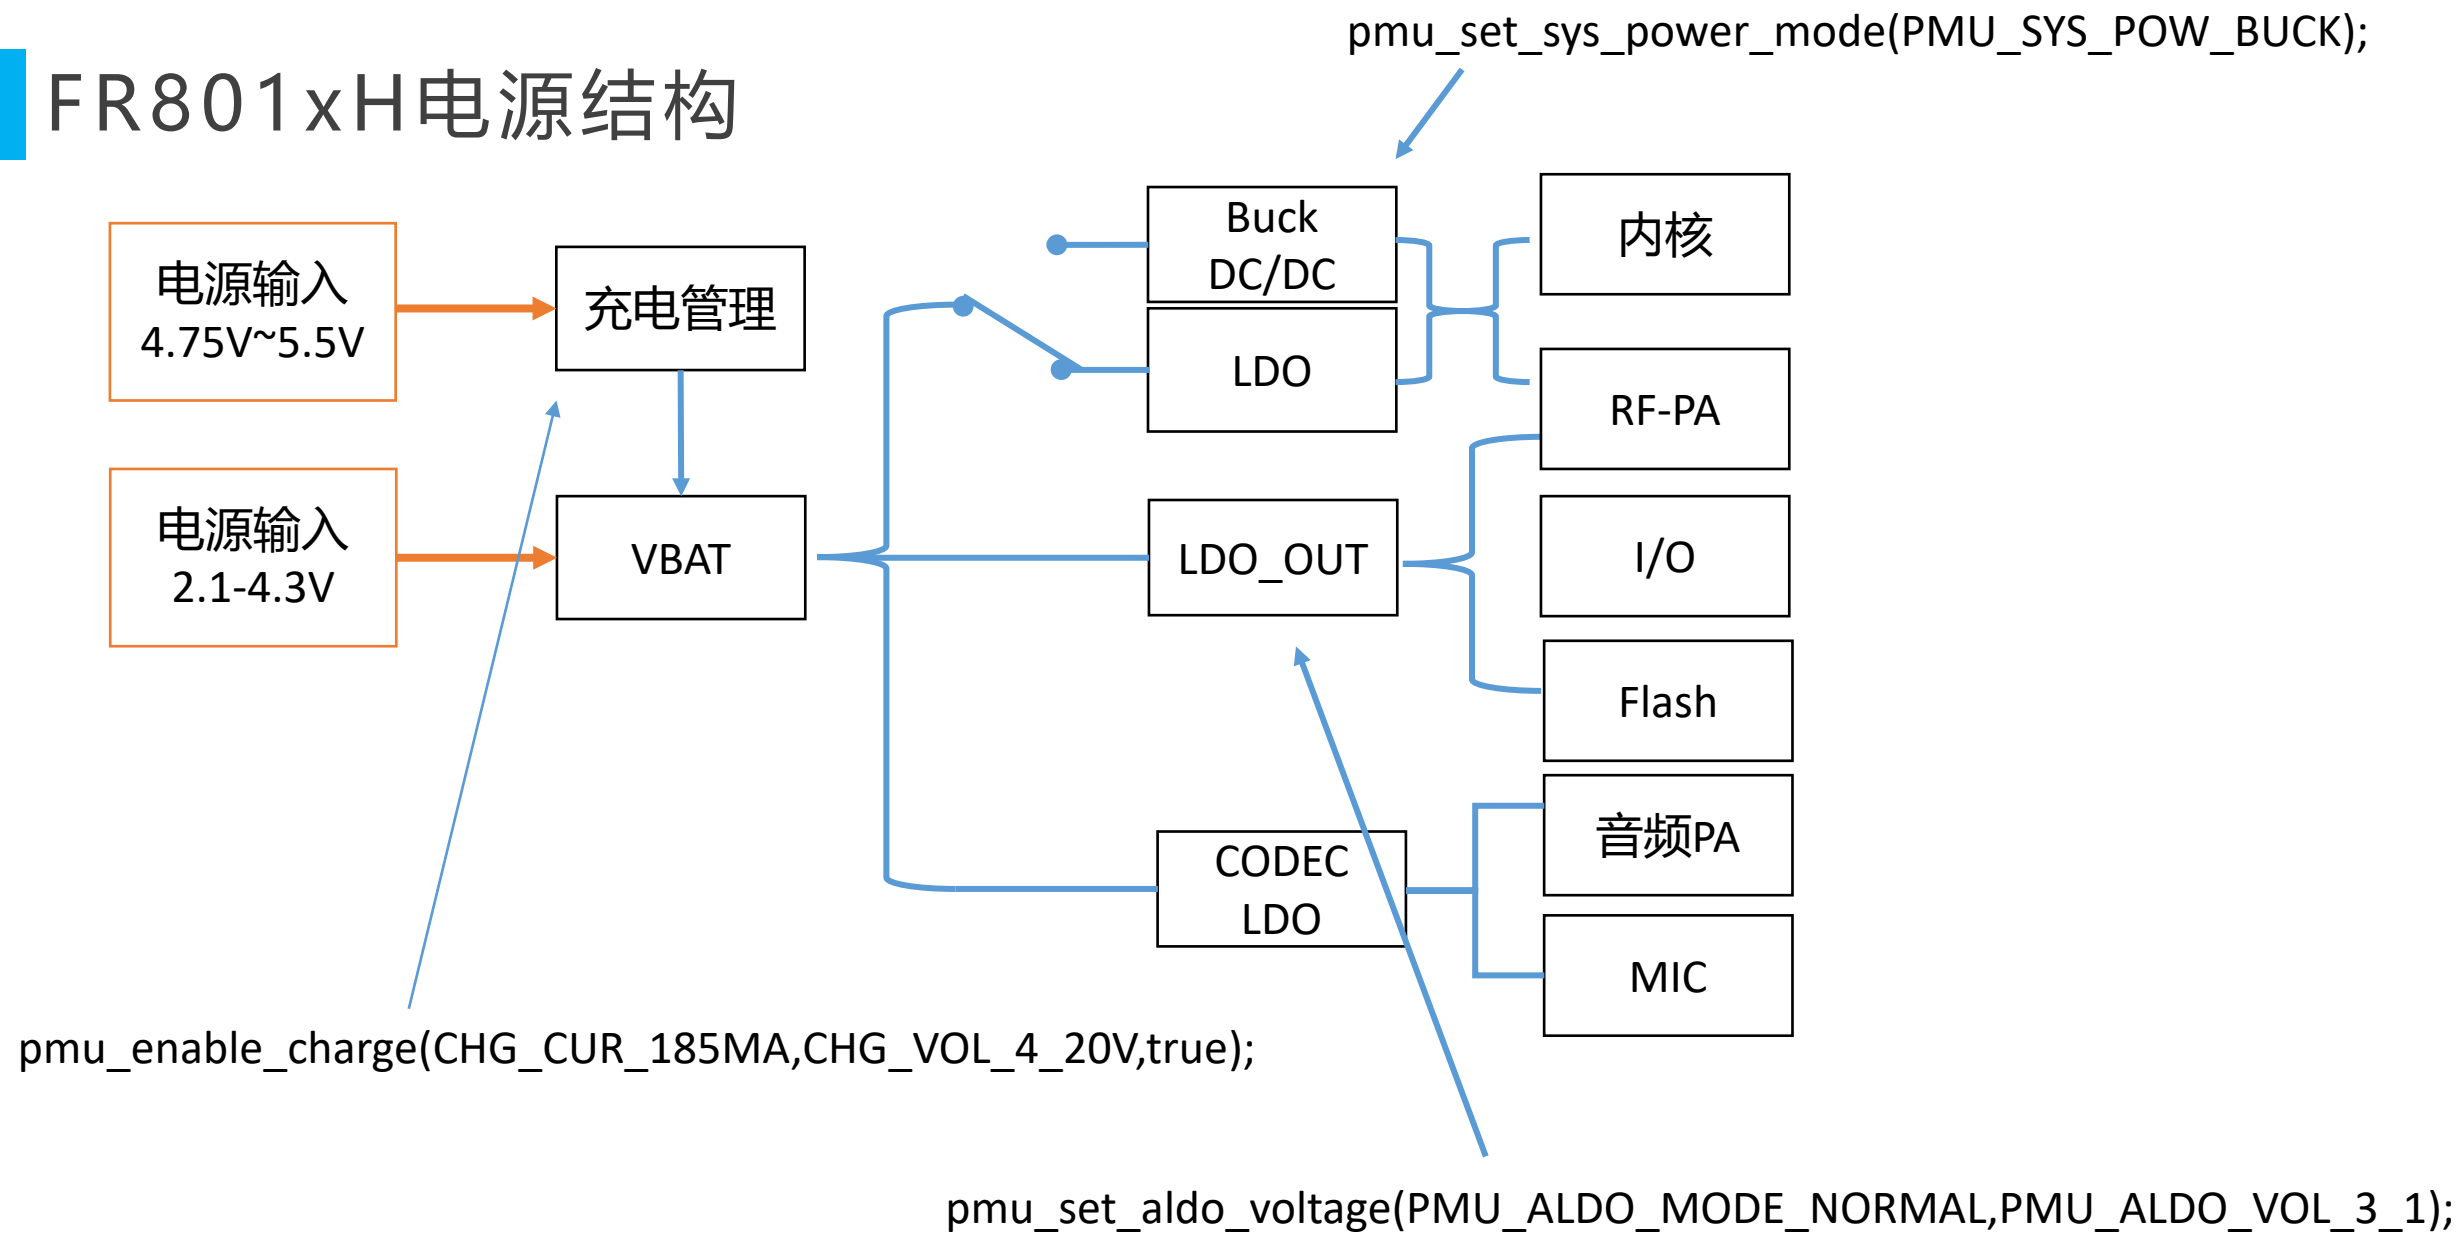 pmu_set_sys_power_mode(PMU_SYS_POW_BUCK);
FR801xH电源结构
电源输入
4.75V~5.5V
充电管理
Buck
DC/DC
内核
LDO
RF-PA
电源输入
2.1-4.3V
VBAT
LDO_OUT
I/O
Flash
CODEC
LDO
音频PA
MIC
pmu_enable_charge(CHG_CUR_185MA,CHG_VOL_4_20V,true);
pmu_set_aldo_voltage(PMU_ALDO_MODE_NORMAL,PMU_ALDO_VOL_3_1);